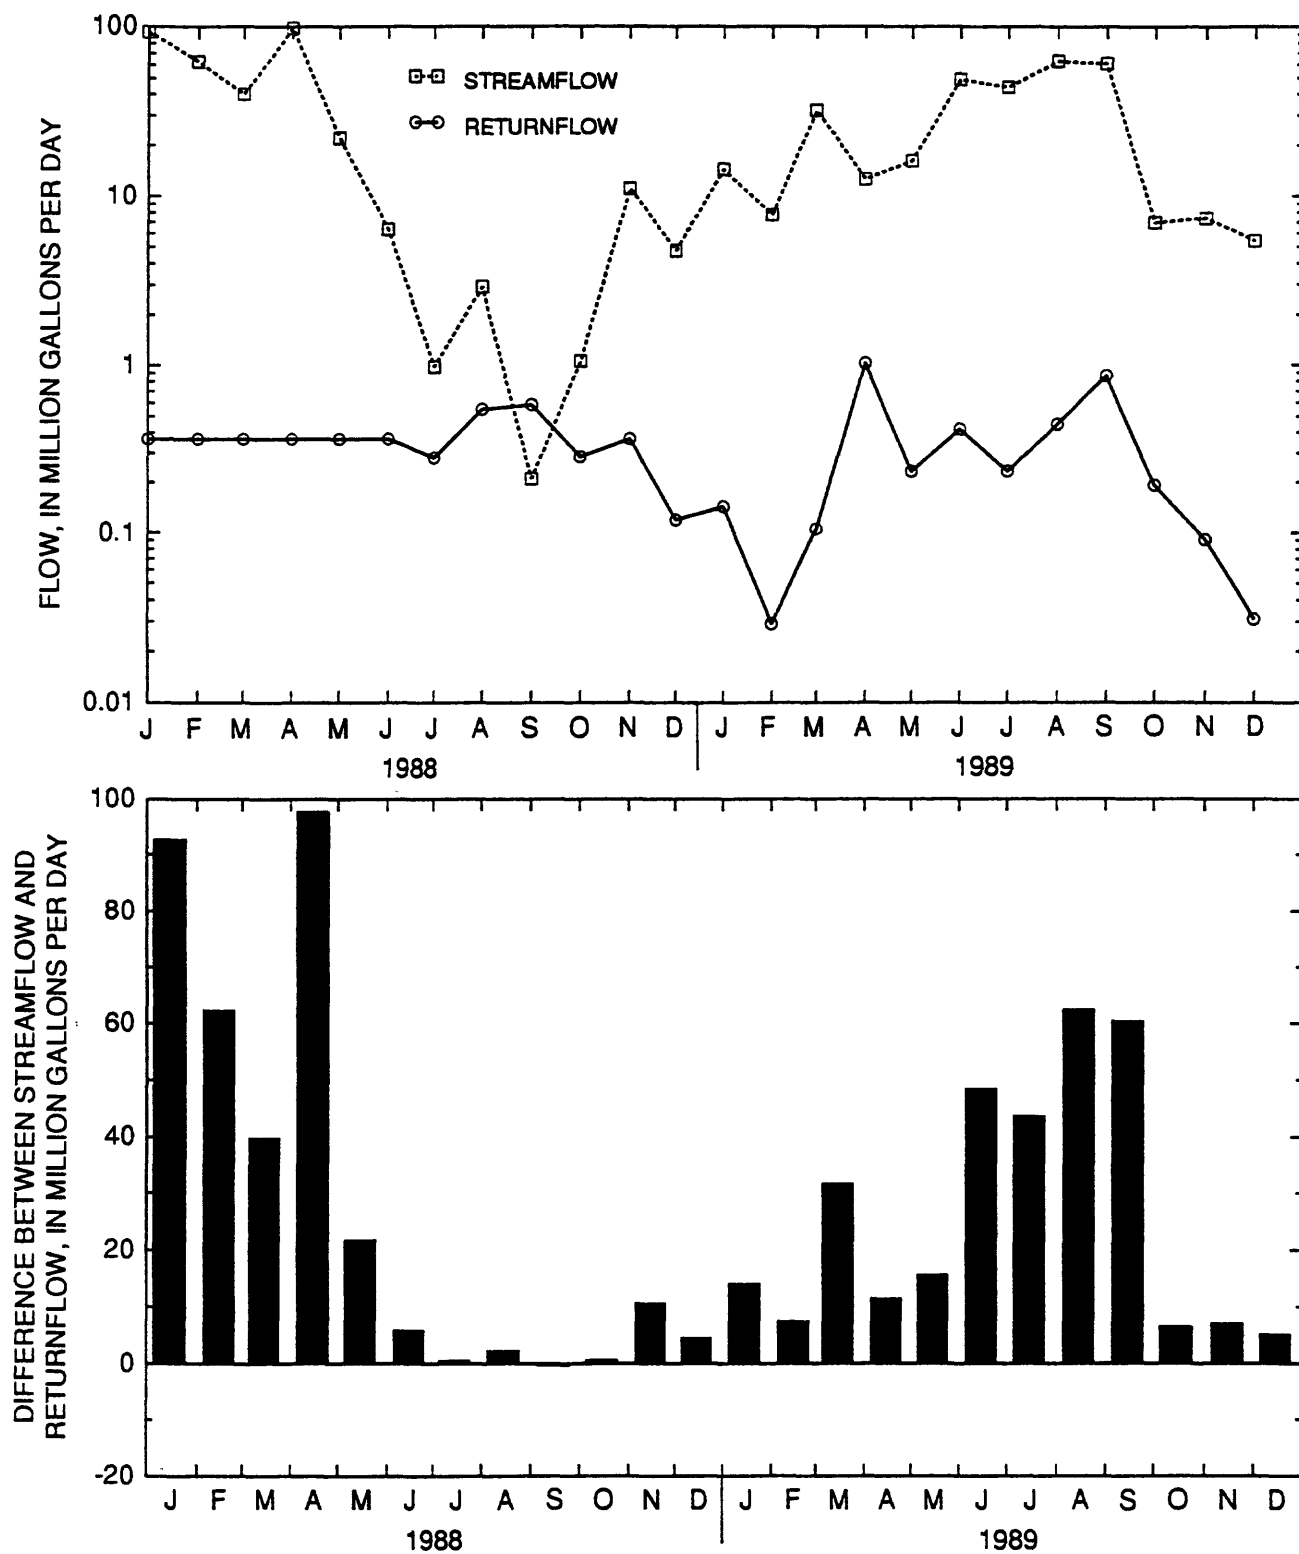 FLOW, IN MILLION GALLONS PER DAY
100
10
1
0.1
0.01
STREAMFLOW
RETURNFLOW
J F M A M J J A S O N D J F M A M J J A S O N D
1988 1989
DIFFERENCE BETWEEN STREAMFLOW AND
RETURNFLOW, IN MILLION GALLONS PER DAY
100
80
60
40
20
0
-20
J F M A M J J A S O N D J F M A M J J A S O N D
1988 1989